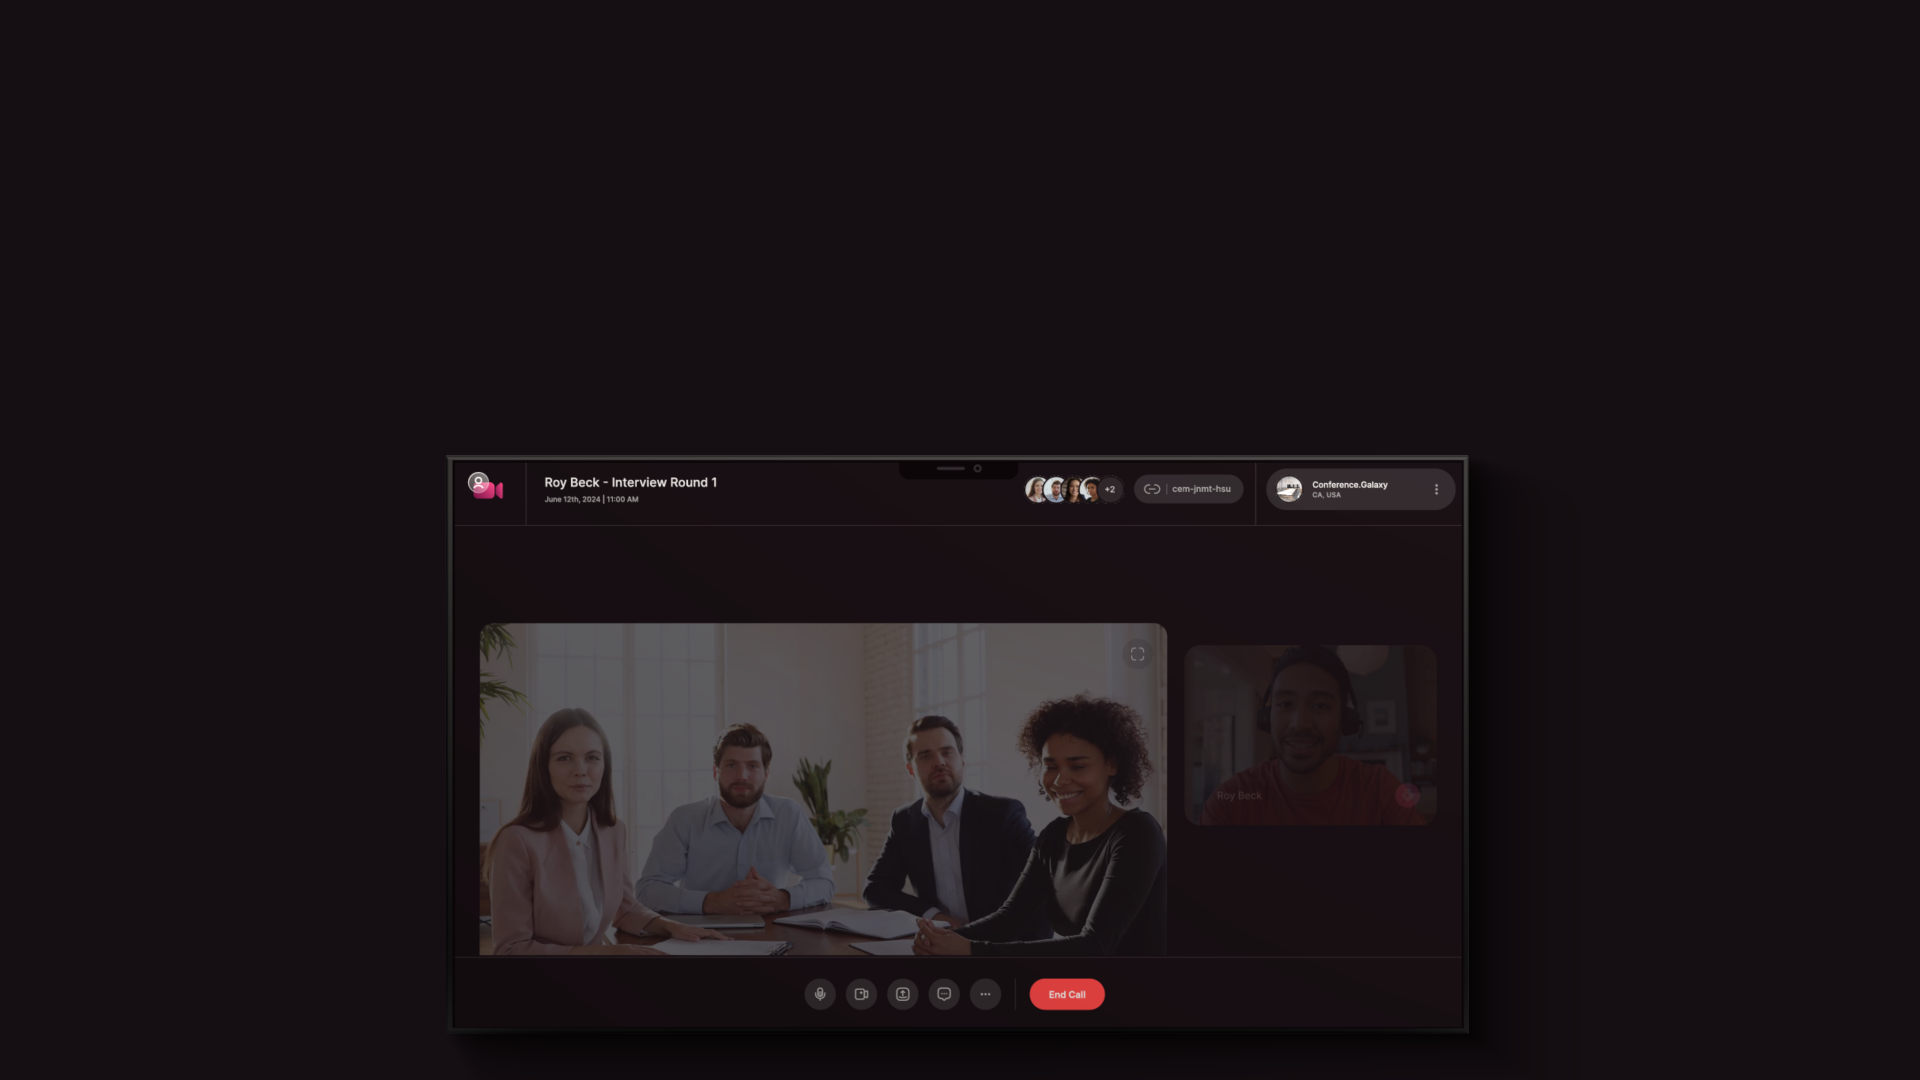 Roy Beck - Interview Round 1
June 12th, 2024 | 11:00 AM
+2
cem-jnmt-hsu
Conference.Galaxy
CA, USA
Roy Beck
End Call